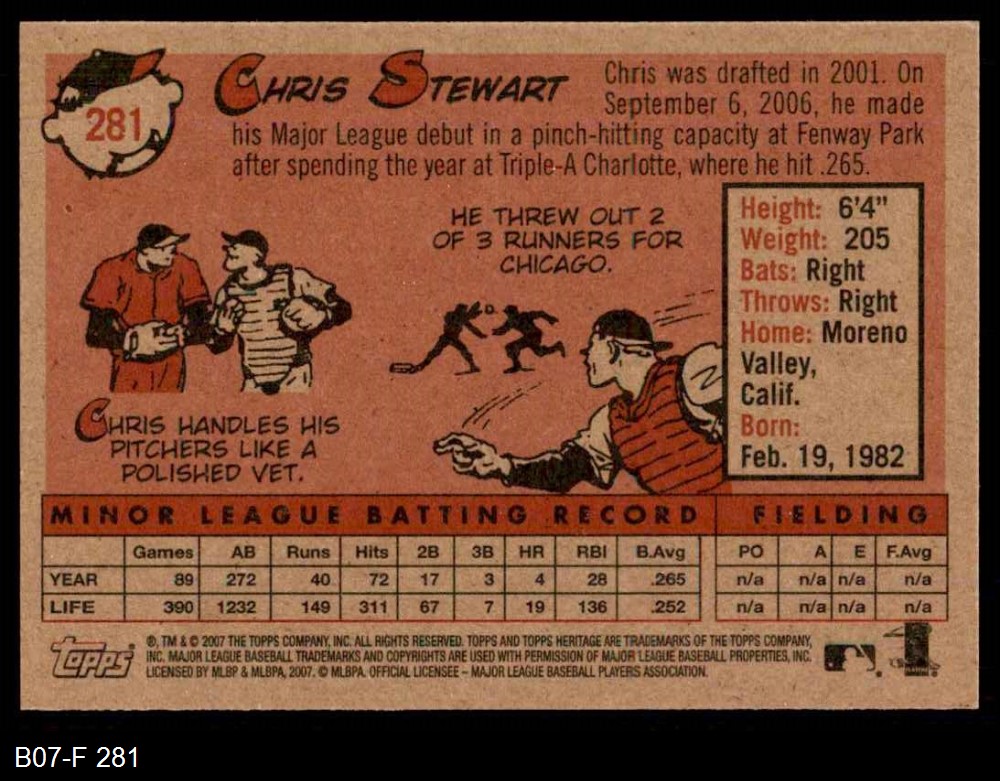 281
CHRIS STEWART
Chris was drafted in 2001. On
September 6, 2006, he made
his Major League debut in a pinch-hitting capacity at Fenway Park
after spending the year at Triple-A Charlotte, where he hit .265.
HE THREW OUT 2
OF 3 RUNNERS FOR
CHICAGO.
CHRIS HANDLES HIS
PITCHERS LIKE A
POLISHED VET.
Height: 6'4"
Weight: 205
Bats: Right
Throws: Right
Home: Moreno
Valley,
Calif.
Born:
Feb. 19, 1982
MINOR LEAGUE BATTING RECORD FIELDING
Games AB Runs Hits 2B 3B HR RBI B.Avg PO A E F.Avg
YEAR 89 272 40 72 17 3 4 28 .265 n/a n/a n/a n/a
LIFE 390 1232 149 311 67 7 19 136 .252 n/a n/a n/a n/a
Topps
®, TM & © 2007 THE TOPPS COMPANY, INC. ALL RIGHTS RESERVED. TOPPS AND TOPPS HERITAGE ARE TRADEMARKS OF THE TOPPS COMPANY,
INC. MAJOR LEAGUE BASEBALL TRADEMARKS AND COPYRIGHTS ARE USED WITH PERMISSION OF MAJOR LEAGUE BASEBALL PROPERTIES, INC.
LICENSED BY MLBP & MLBPA, 2007. © MLBPA. OFFICIAL LICENSEE – MAJOR LEAGUE BASEBALL PLAYERS ASSOCIATION.
B07-F 281